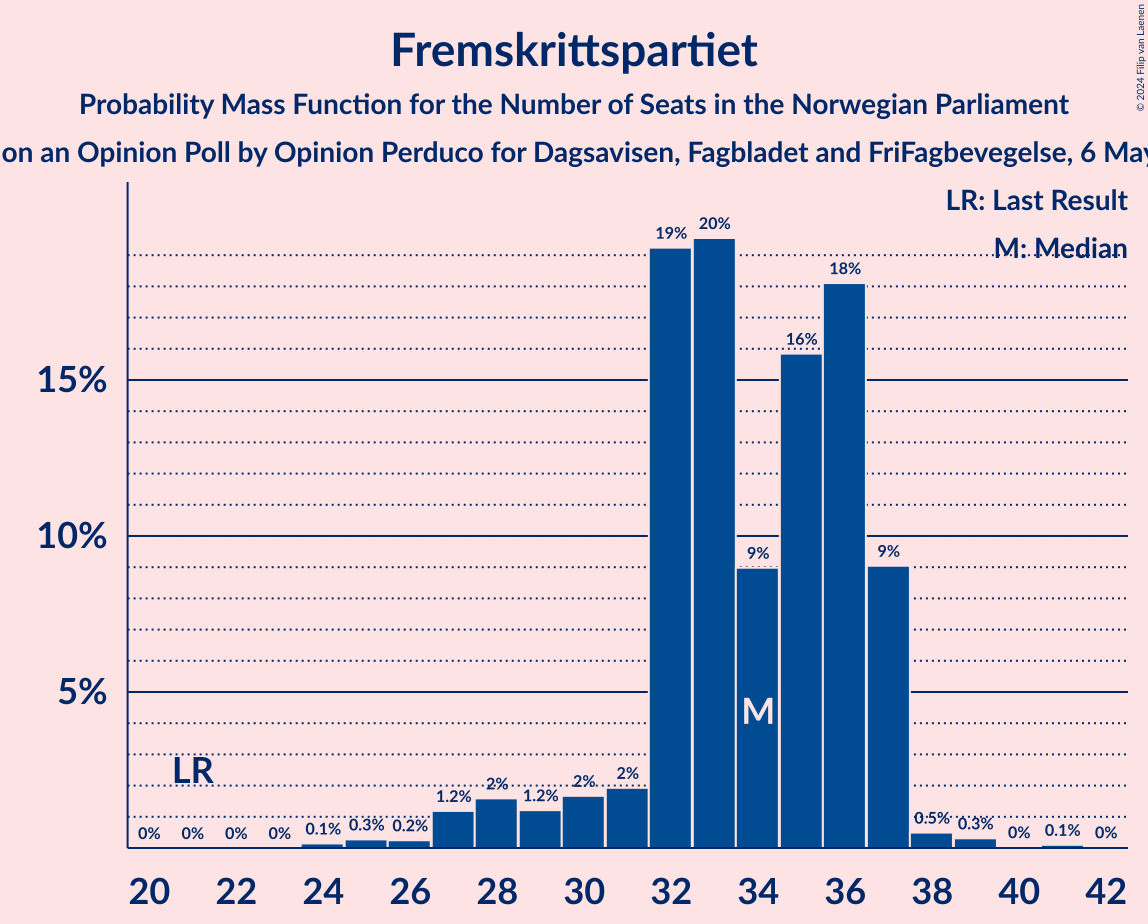 Fremskrittspartiet
Probability Mass Function for the Number of Seats in the Norwegian Parliament
on an Opinion Poll by Opinion Perduco for Dagsavisen, Fagbladet and FriFagbevegelse, 6 May
© 2024 Filip van Laenen
LR: Last Result
M: Median
15%
10%
5%
0%
0%
0%
0%
0.1%
0.3%
0.2%
1.2%
2%
1.2%
2%
2%
19%
20%
9%
16%
18%
9%
0.5%
0.3%
0%
0.1%
0%
LR
M
20 22 24 26 28 30 32 34 36 38 40 42